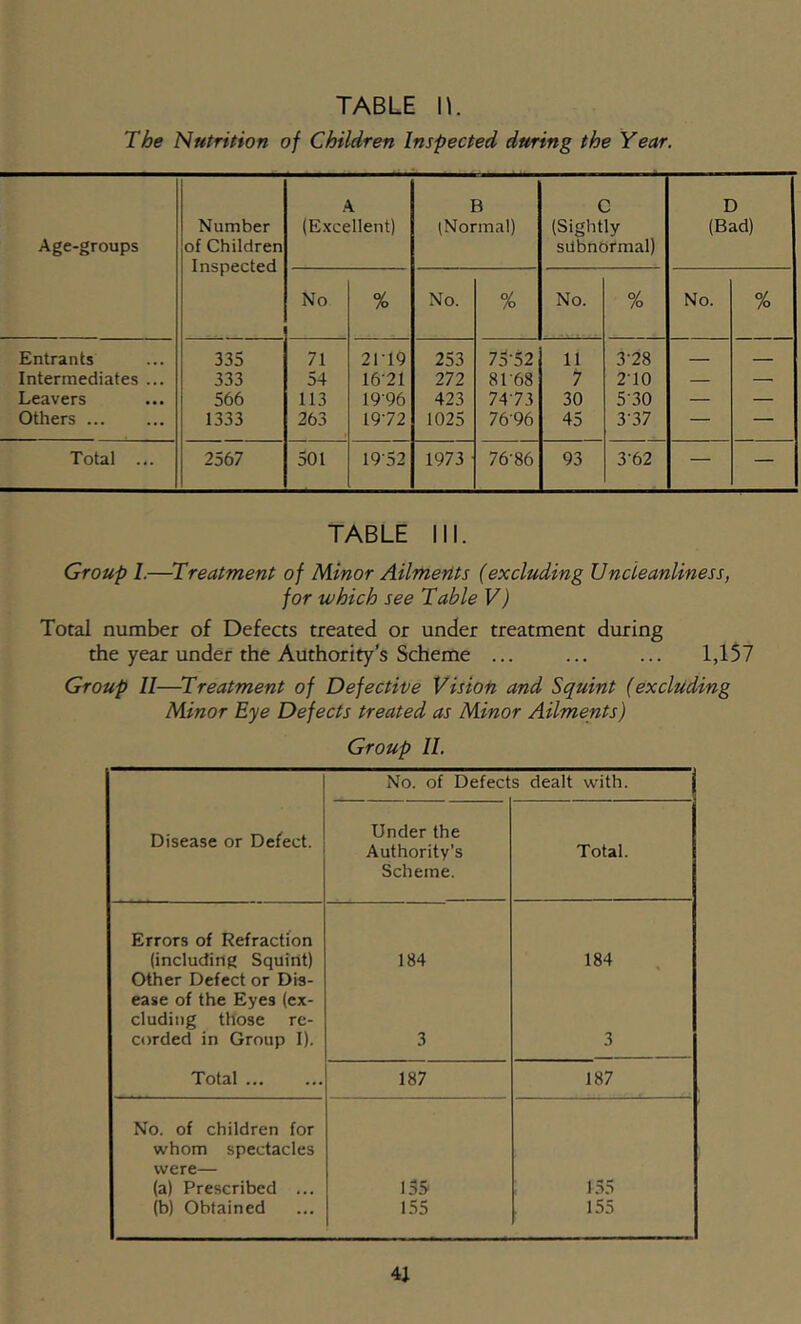 TABLE II.
The Nutrition of Children Inspected during the Year.
Age-groups | Number of Children Inspected | A (Excellent) | B (Normal) | C (Sightly subnormal) | D (Bad)
No | % | No. | % | No. | % | No. | %
Entrants ... 335 71 21·19 253 75·52 11 3·28 — —
Intermediates ... 333 54 16·21 272 81·68 7 2·10 — —
Leavers ... 566 113 19·96 423 74·73 30 5·30 — —
Others ... ... 1333 263 19·72 1025 76·96 45 3·37 — —
Total ... 2567 501 19·52 1973 76·86 93 3·62 — —
TABLE III.
Group I.—Treatment of Minor Ailments (excluding Uncleanliness,
for which see Table V)
Total number of Defects treated or under treatment during
the year under the Authority's Scheme ... ... ... 1,157
Group II—Treatment of Defective Vision and Squint (excluding
Minor Eye Defects treated as Minor Ailments)
Group II.
No. of Defects dealt with.
Disease or Defect. | Under the Authority's Scheme. | Total.
Errors of Refraction
(including Squint) 184 184
Other Defect or Dis-
ease of the Eyes (ex-
cluding those re-
corded in Group I). 3 3
Total ... ... 187 187
No. of children for
whom spectacles
were—
(a) Prescribed ... 155 155
(b) Obtained ... 155 155
41